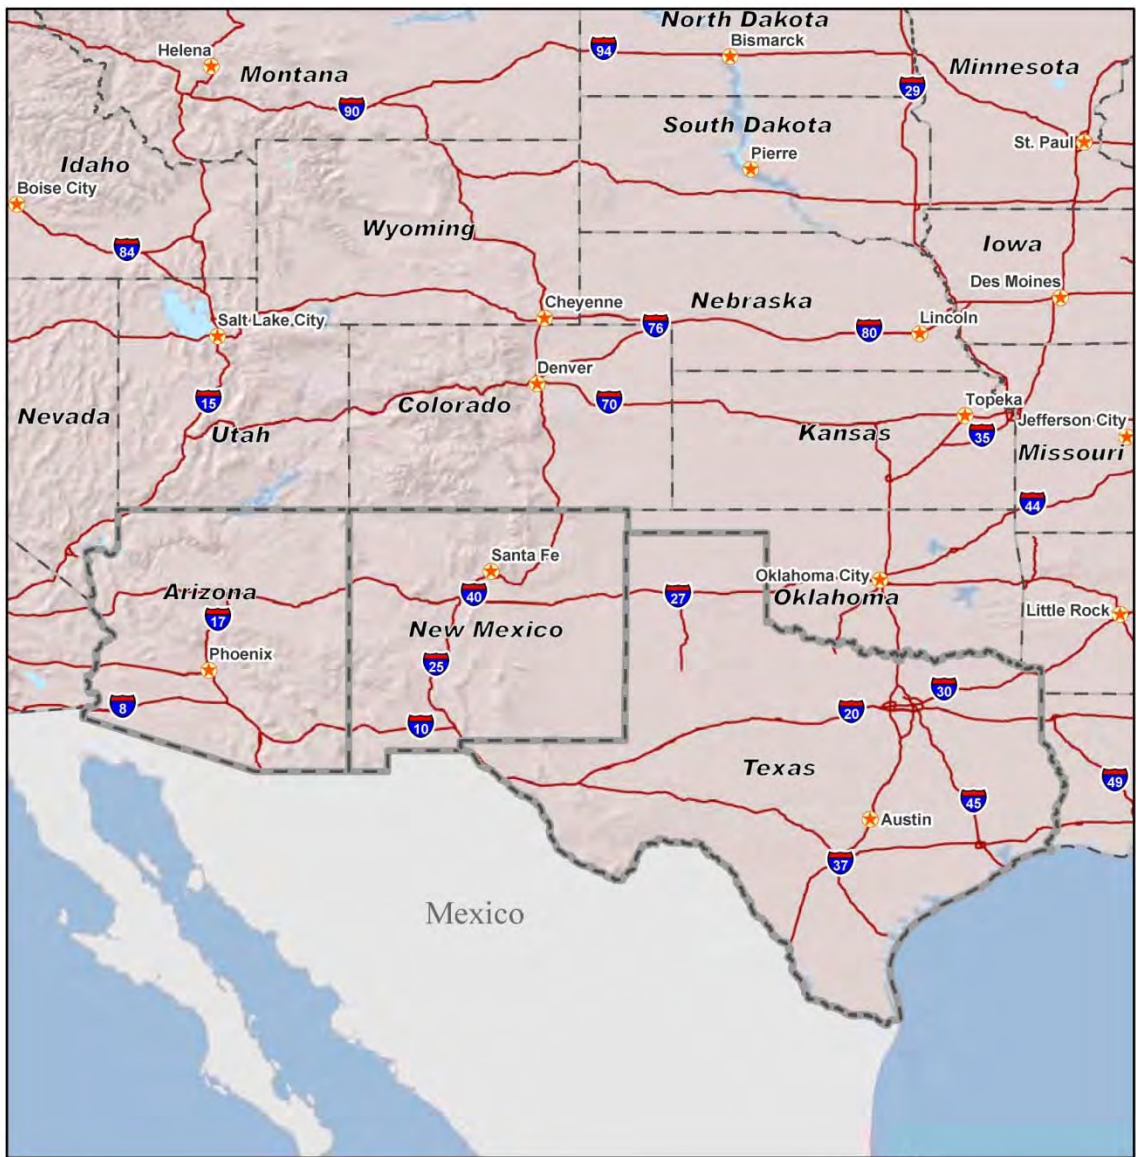 North Dakota
Bismarck
Helena
94
Montana
Minnesota
29
90
South Dakota
St. Paul
Pierre
Idaho
Boise City
Wyoming
84
Iowa
Des Moines
Cheyenne
Nebraska
Salt Lake City
76
80
Lincoln
Denver
15
Colorado
70
Topeka
Nevada
Utah
Kansas
35
Jefferson City
Missouri
44
Santa Fe
Oklahoma City
Arizona
40
27
Oklahoma
17
New Mexico
Little Rock
Phoenix
25
30
8
10
20
Texas
49
45
Austin
37
Mexico